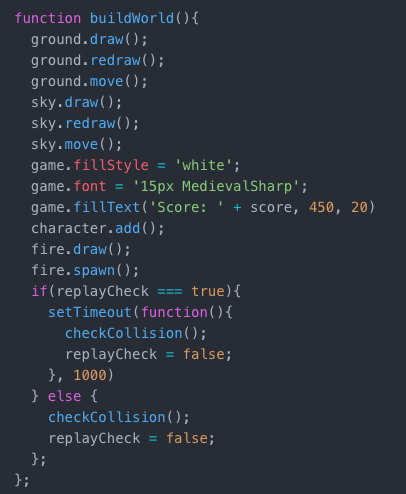 function buildWorld(){
  ground.draw();
  ground.redraw();
  ground.move();
  sky.draw();
  sky.redraw();
  sky.move();
  game.fillStyle = 'white';
  game.font = '15px MedievalSharp';
  game.fillText('Score: ' + score, 450, 20)
  character.add();
  fire.draw();
  fire.spawn();
  if(replayCheck === true){
    setTimeout(function(){
      checkCollision();
      replayCheck = false;
    }, 1000)
  } else {
    checkCollision();
    replayCheck = false;
  };
};